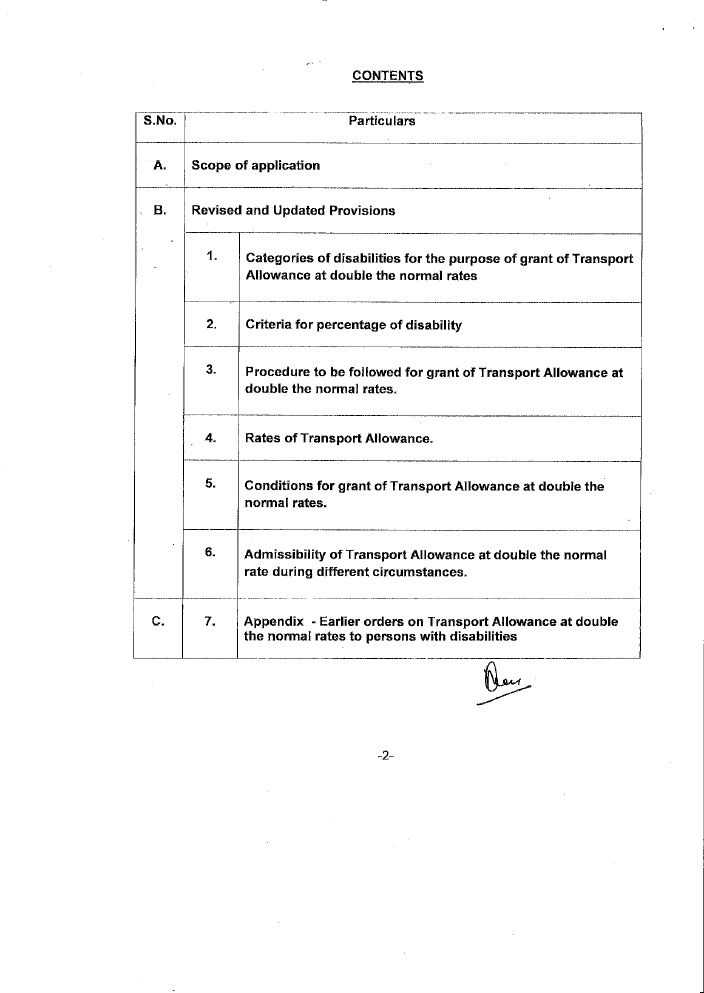 CONTENTS
S.No. Particulars
A. Scope of application
B. Revised and Updated Provisions
1. Categories of disabilities for the purpose of grant of Transport
Allowance at double the normal rates
2. Criteria for percentage of disability
3. Procedure to be followed for grant of Transport Allowance at
double the normal rates.
4. Rates of Transport Allowance.
5. Conditions for grant of Transport Allowance at double the
normal rates.
6. Admissibility of Transport Allowance at double the normal
rate during different circumstances.
C. 7. Appendix - Earlier orders on Transport Allowance at double
the normal rates to persons with disabilities
-2-